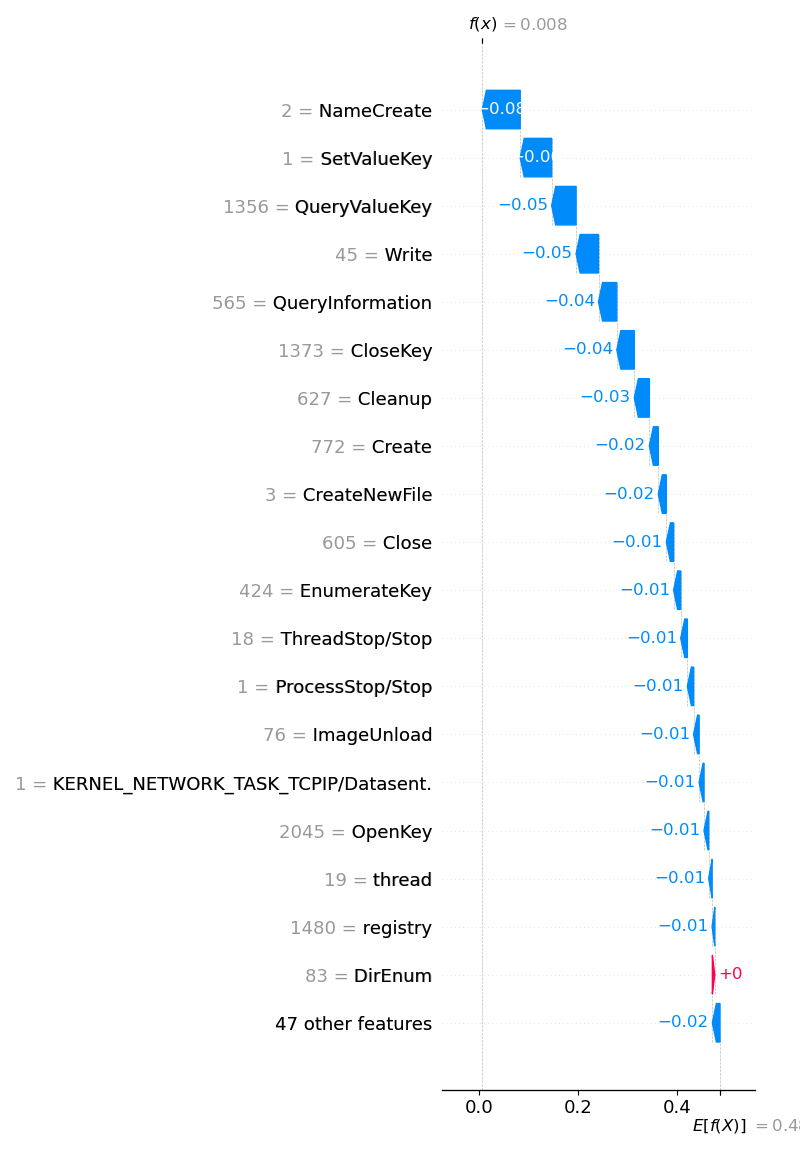 f(x) = 0.008
2 = NameCreate −0.08
1 = SetValueKey
1356 = QueryValueKey −0.05
45 = Write −0.05
565 = QueryInformation −0.04
1373 = CloseKey −0.04
627 = Cleanup −0.03
772 = Create −0.02
3 = CreateNewFile −0.02
605 = Close −0.01
424 = EnumerateKey −0.01
18 = ThreadStop/Stop −0.01
1 = ProcessStop/Stop −0.01
76 = ImageUnload −0.01
1 = KERNEL_NETWORK_TASK_TCPIP/Datasent. −0.01
2045 = OpenKey −0.01
19 = thread −0.01
1480 = registry −0.01
83 = DirEnum +0
47 other features −0.02
0.0 0.2 0.4
E[f(X)] =